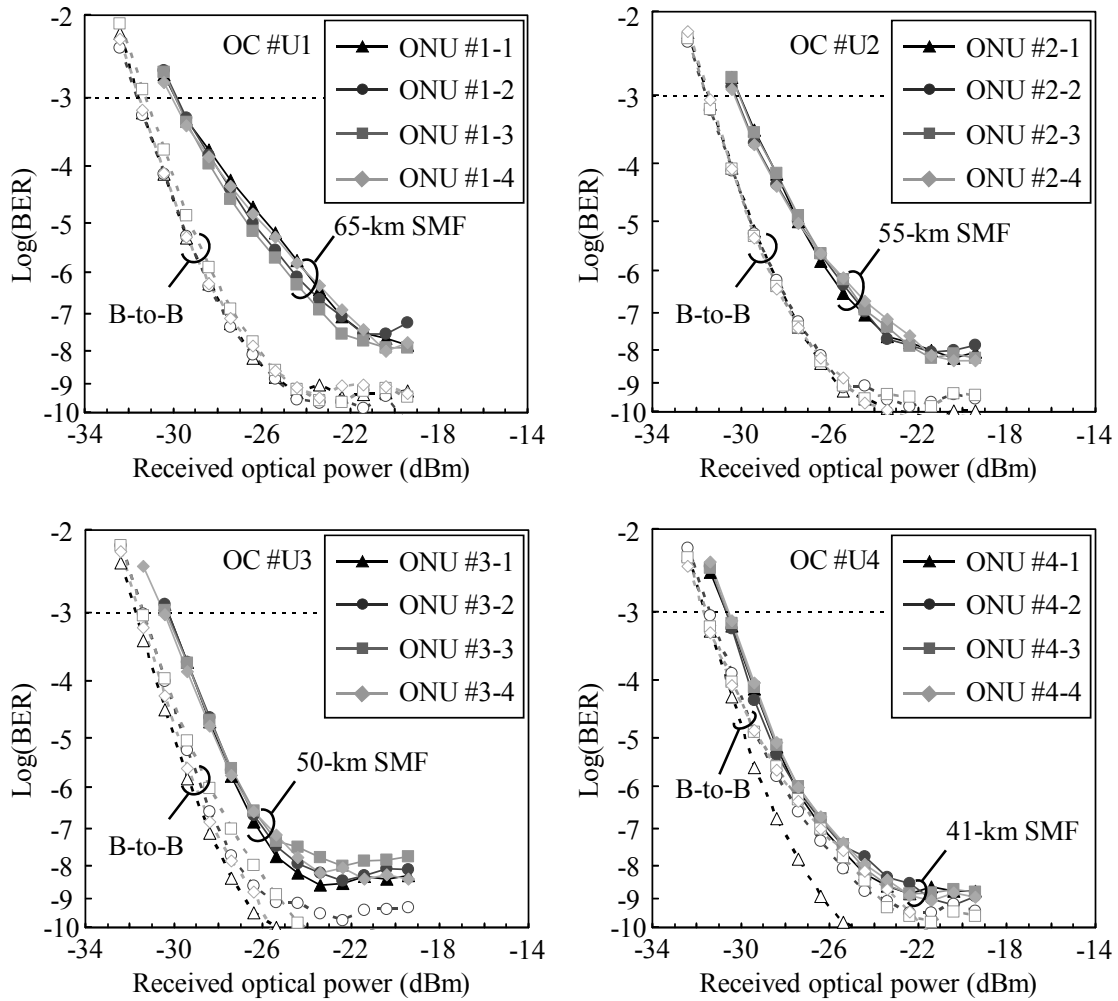 OC #U1
ONU #1-1
ONU #1-2
ONU #1-3
ONU #1-4
65-km SMF
B-to-B
Log(BER)
-2
-3
-4
-5
-6
-7
-8
-9
-10
-34
-30
-26
-22
-18
-14
Received optical power (dBm)
OC #U2
ONU #2-1
ONU #2-2
ONU #2-3
ONU #2-4
55-km SMF
B-to-B
Log(BER)
-2
-3
-4
-5
-6
-7
-8
-9
-10
-34
-30
-26
-22
-18
-14
Received optical power (dBm)
OC #U3
ONU #3-1
ONU #3-2
ONU #3-3
ONU #3-4
50-km SMF
B-to-B
Log(BER)
-2
-3
-4
-5
-6
-7
-8
-9
-10
-34
-30
-26
-22
-18
-14
Received optical power (dBm)
OC #U4
ONU #4-1
ONU #4-2
ONU #4-3
ONU #4-4
B-to-B
41-km SMF
Log(BER)
-2
-3
-4
-5
-6
-7
-8
-9
-10
-34
-30
-26
-22
-18
-14
Received optical power (dBm)